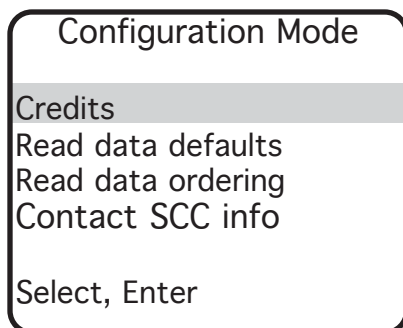 Configuration Mode
Credits
Read data defaults
Read data ordering
Contact SCC info
Select, Enter